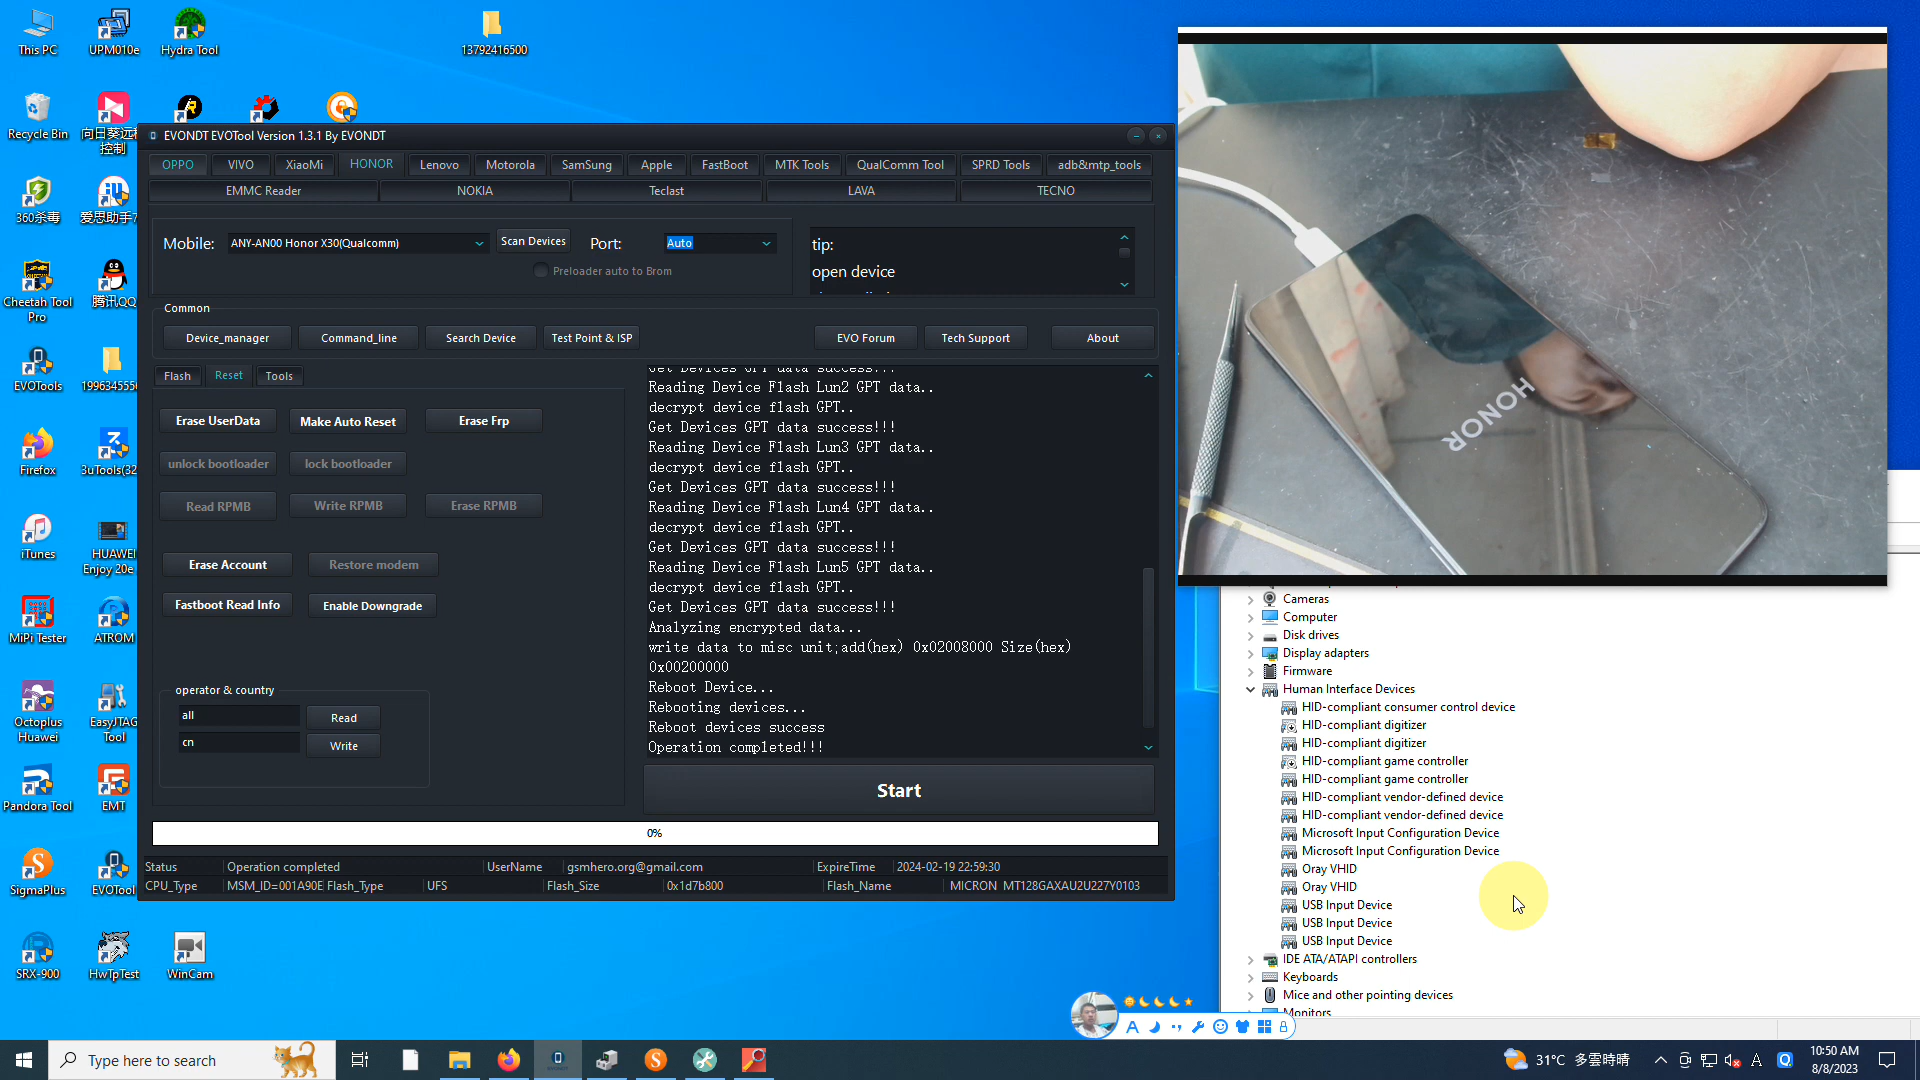 This PC
UPM010e
Hydra Tool
13792416500
Recycle Bin
向日葵远程
控制
360杀毒
爱思助手7
Cheetah Tool
Pro
腾讯QQ
EVOTools
1996345556
Firefox
3uTools(32
iTunes
HUAWEI
Enjoy 20e
MiPi Tester
ATROM
Octoplus
Huawei
EasyJTAG
Tool
Pandora Tool
EMT
SigmaPlus
EVOTool
SRX-900
HwTpTest
WinCam
EVONDT EVOTool Version 1.3.1 By EVONDT
OPPO
VIVO
XiaoMi
HONOR
Lenovo
Motorola
SamSung
Apple
FastBoot
MTK Tools
QualComm Tool
SPRD Tools
adb&mtp_tools
EMMC Reader
NOKIA
Teclast
LAVA
TECNO
Mobile:
ANY-AN00 Honor X30(Qualcomm)
Scan Devices
Port:
Auto
Preloader auto to Brom
tip:
open device
Common
Device_manager
Command_line
Search Device
Test Point & ISP
EVO Forum
Tech Support
About
Flash
Reset
Tools
Erase UserData
Make Auto Reset
Erase Frp
unlock bootloader
lock bootloader
Read RPMB
Write RPMB
Erase RPMB
Erase Account
Restore modem
Fastboot Read Info
Enable Downgrade
operator & country
all
Read
cn
Write
Get Devices GPT data success!!!
Reading Device Flash Lun2 GPT data..
decrypt device flash GPT..
Get Devices GPT data success!!!
Reading Device Flash Lun3 GPT data..
decrypt device flash GPT..
Get Devices GPT data success!!!
Reading Device Flash Lun4 GPT data..
decrypt device flash GPT..
Get Devices GPT data success!!!
Reading Device Flash Lun5 GPT data..
decrypt device flash GPT..
Get Devices GPT data success!!!
Analyzing encrypted data...
write data to misc unit;add(hex) 0x02008000 Size(hex)
0x00200000
Reboot Device...
Rebooting devices...
Reboot devices success
Operation completed!!!
Start
0%
Status
Operation completed
UserName
gsmhero.org@gmail.com
ExpireTime
2024-02-19 22:59:30
CPU_Type
MSM_ID=001A90E
Flash_Type
UFS
Flash_Size
0x1d7b800
Flash_Name
MICRON MT128GAXAU2U227Y0103
HONOR
Cameras
Computer
Disk drives
Display adapters
Firmware
Human Interface Devices
HID-compliant consumer control device
HID-compliant digitizer
HID-compliant digitizer
HID-compliant game controller
HID-compliant game controller
HID-compliant vendor-defined device
HID-compliant vendor-defined device
Microsoft Input Configuration Device
Microsoft Input Configuration Device
Oray VHID
Oray VHID
USB Input Device
USB Input Device
USB Input Device
IDE ATA/ATAPI controllers
Keyboards
Mice and other pointing devices
Monitors
A
Type here to search
31°C 多雲時晴
A
10:50 AM
8/8/2023